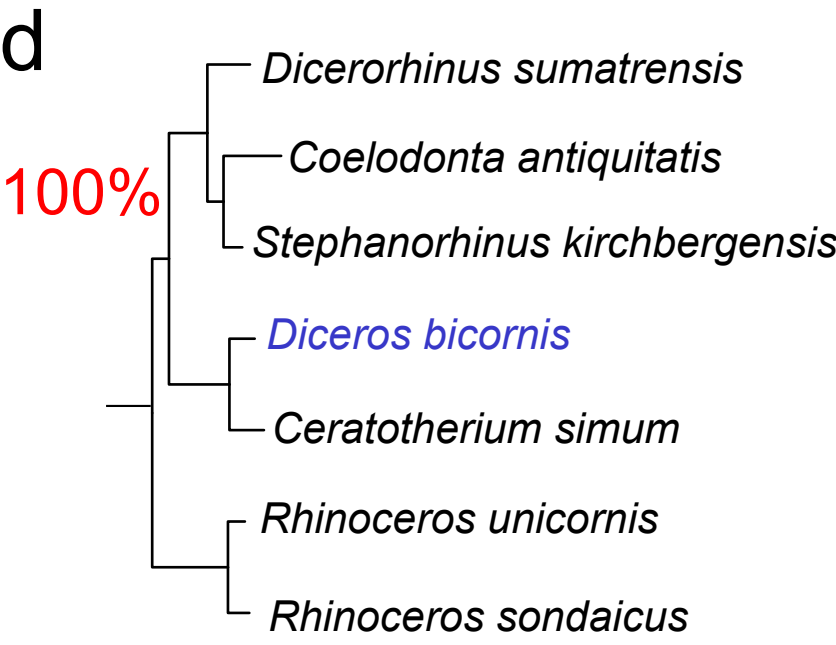 d
Dicerorhinus sumatrensis
Coelodonta antiquitatis
100%
Stephanorhinus kirchbergensis
Diceros bicornis
Ceratotherium simum
Rhinoceros unicornis
Rhinoceros sondaicus